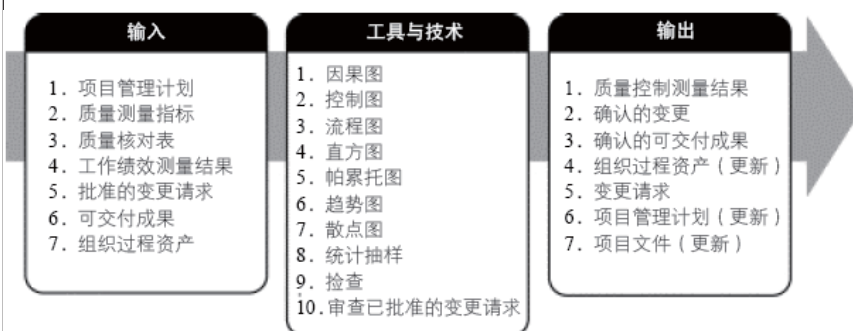 输入
1. 项目管理计划
2. 质量测量指标
3. 质量核对表
4. 工作绩效测量结果
5. 批准的变更请求
6. 可交付成果
7. 组织过程资产
工具与技术
1. 因果图
2. 控制图
3. 流程图
4. 直方图
5. 帕累托图
6. 趋势图
7. 散点图
8. 统计抽样
9. 检查
10.审查已批准的变更请求
输出
1. 质量控制测量结果
2. 确认的变更
3. 确认的可交付成果
4. 组织过程资产（更新）
5. 变更请求
6. 项目管理计划（更新）
7. 项目文件（更新）